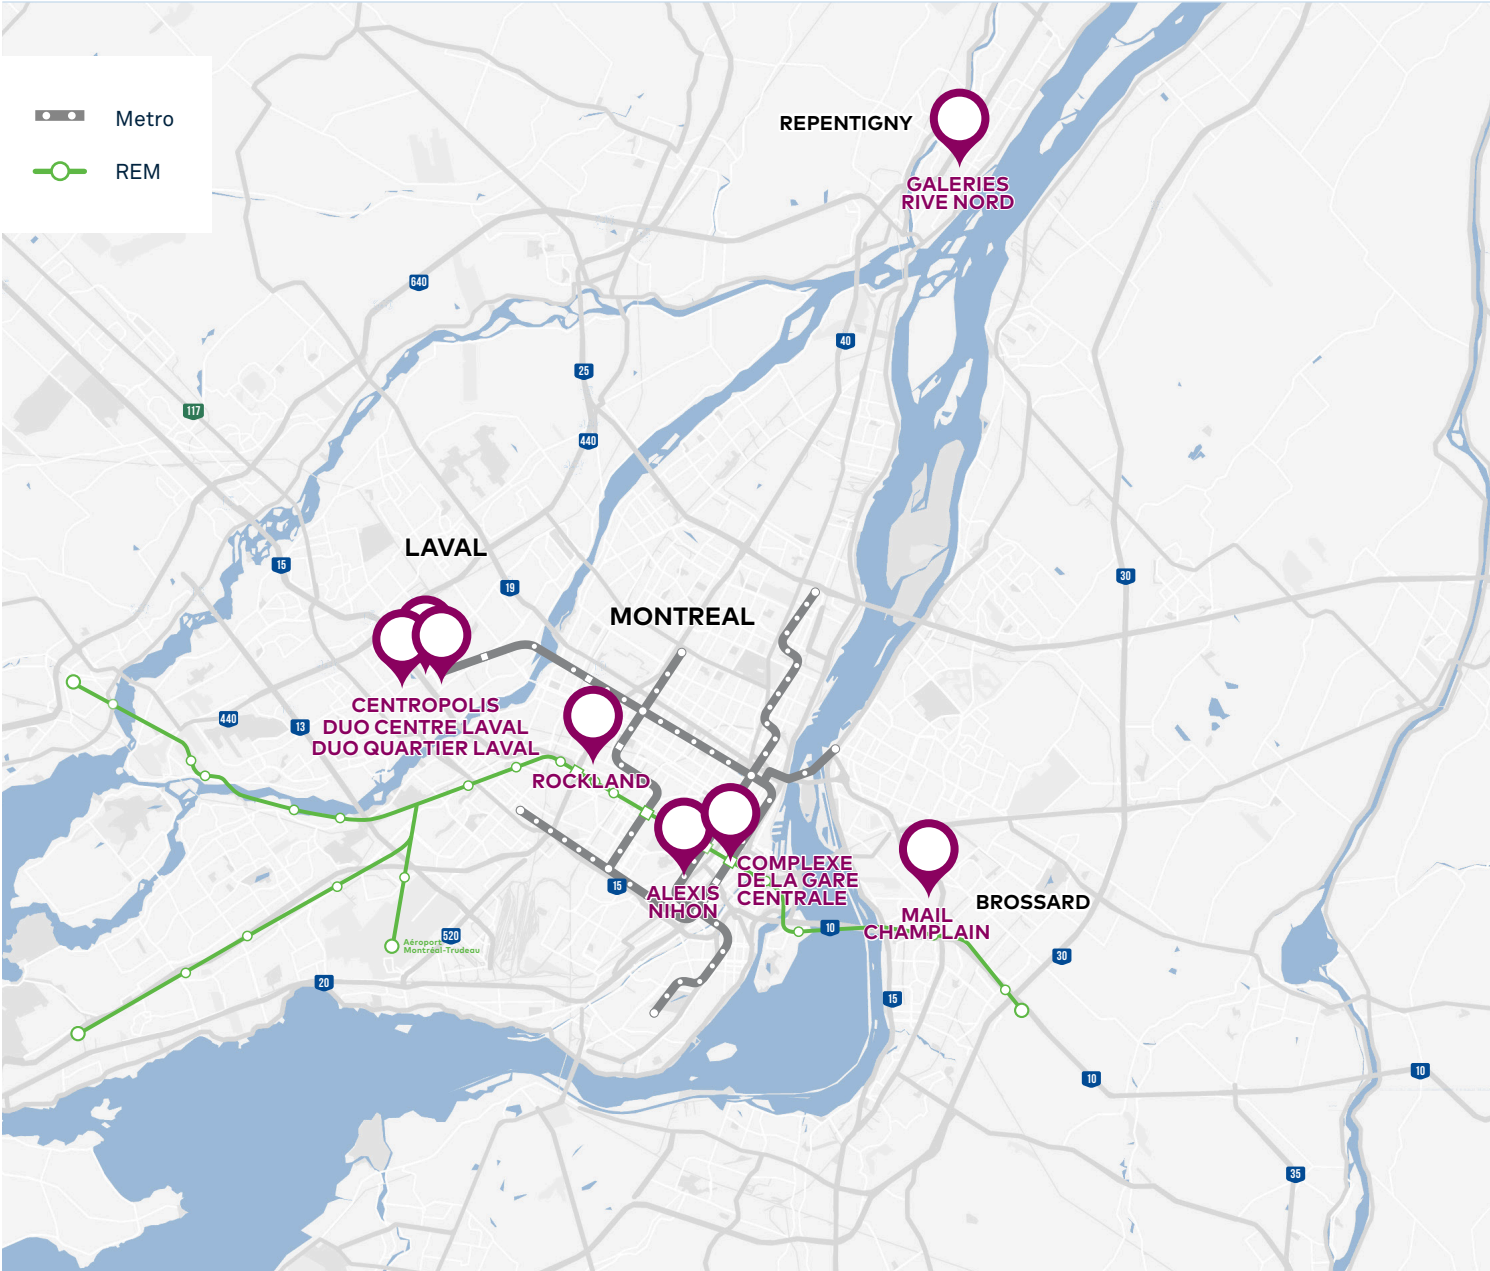 Metro
REM
REPENTIGNY
GALERIES
RIVE NORD
640
40
25
117
440
LAVAL
15
19
30
MONTREAL
CENTROPOLIS
DUO CENTRE LAVAL
DUO QUARTIER LAVAL
440
13
ROCKLAND
COMPLEXE
DE LA GARE
CENTRALE
15
ALEXIS
NIHON
BROSSARD
MAIL
CHAMPLAIN
10
520
Aéroport
Montréal-Trudeau
30
20
15
10
10
35